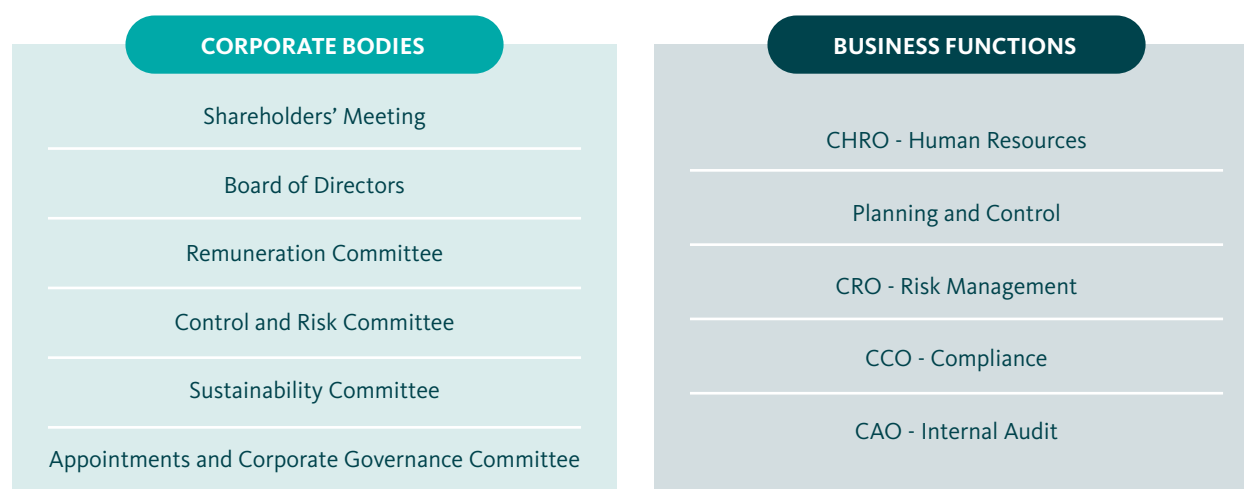 CORPORATE BODIES
Shareholders’ Meeting
Board of Directors
Remuneration Committee
Control and Risk Committee
Sustainability Committee
Appointments and Corporate Governance Committee
BUSINESS FUNCTIONS
CHRO - Human Resources
Planning and Control
CRO - Risk Management
CCO - Compliance
CAO - Internal Audit